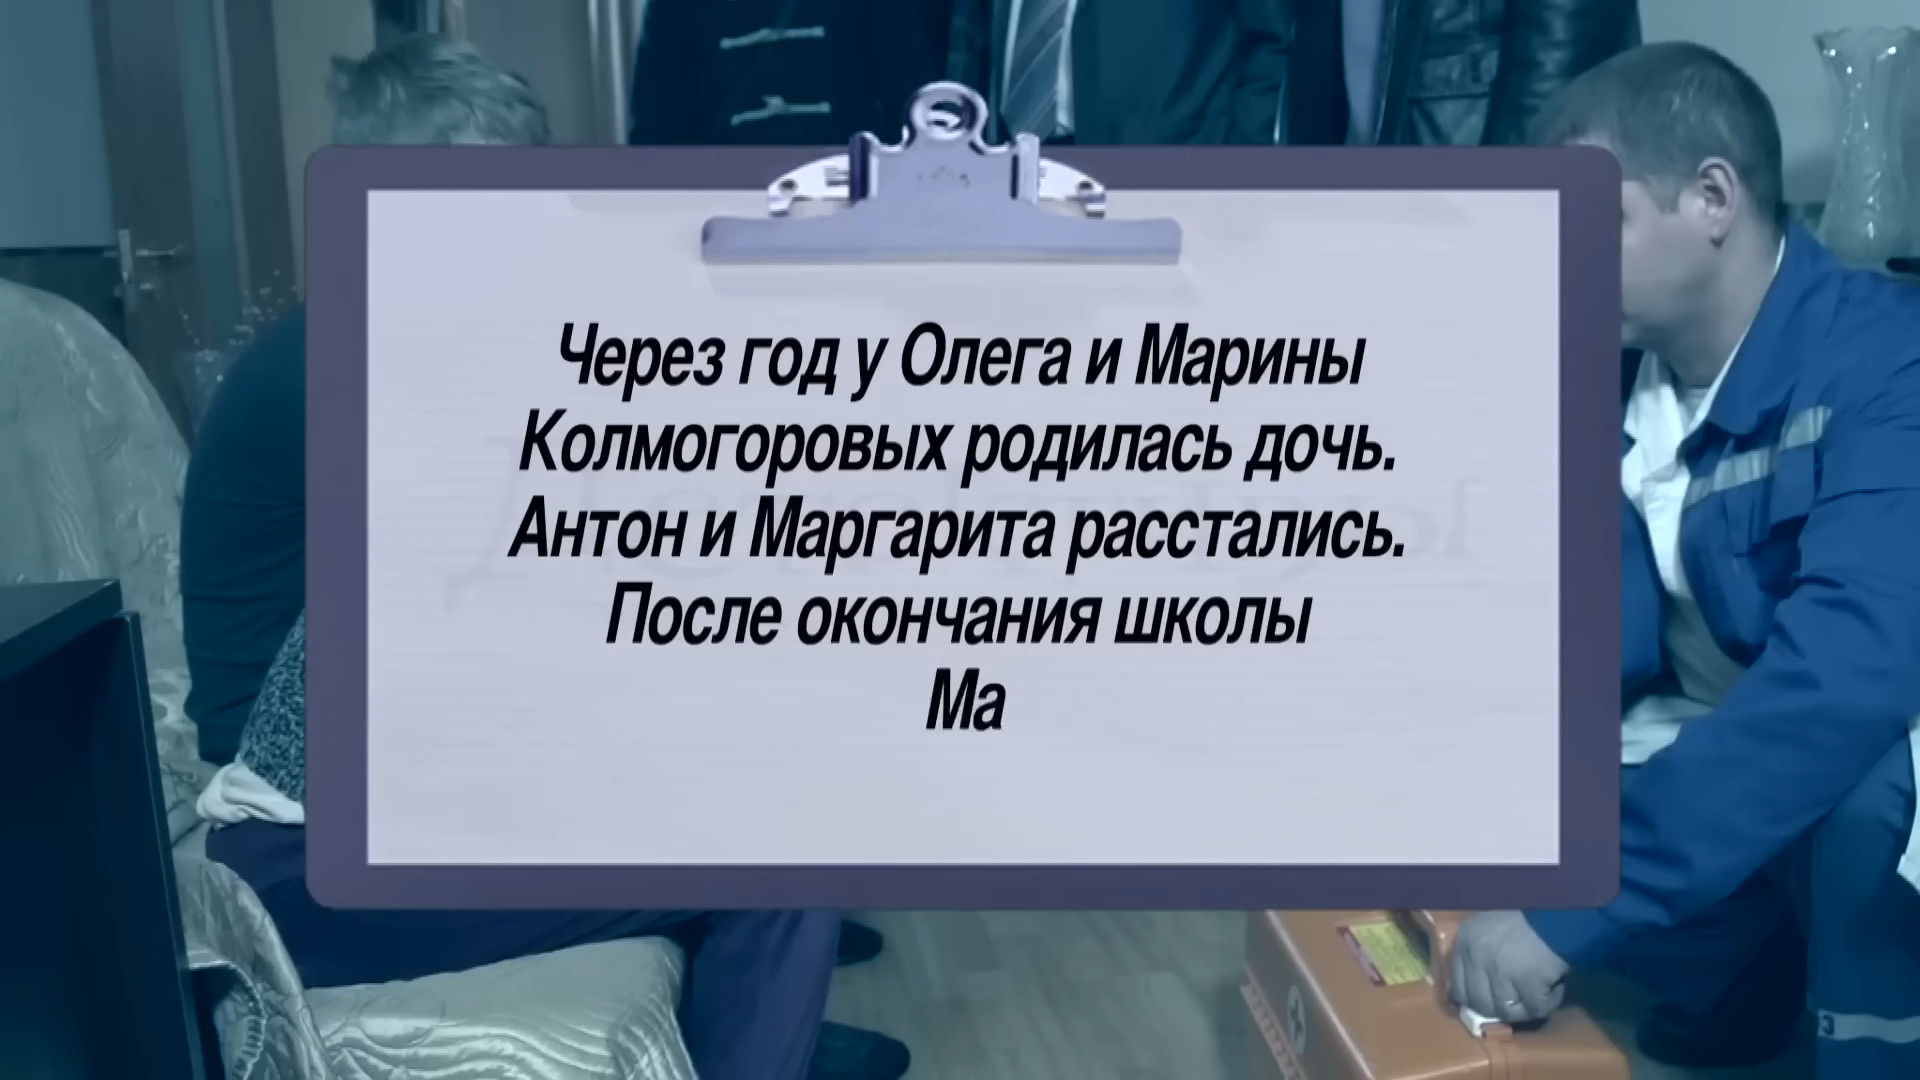 Через год у Олега и Марины
Колмогоровых родилась дочь.
Антон и Маргарита расстались.
После окончания школы
Ма